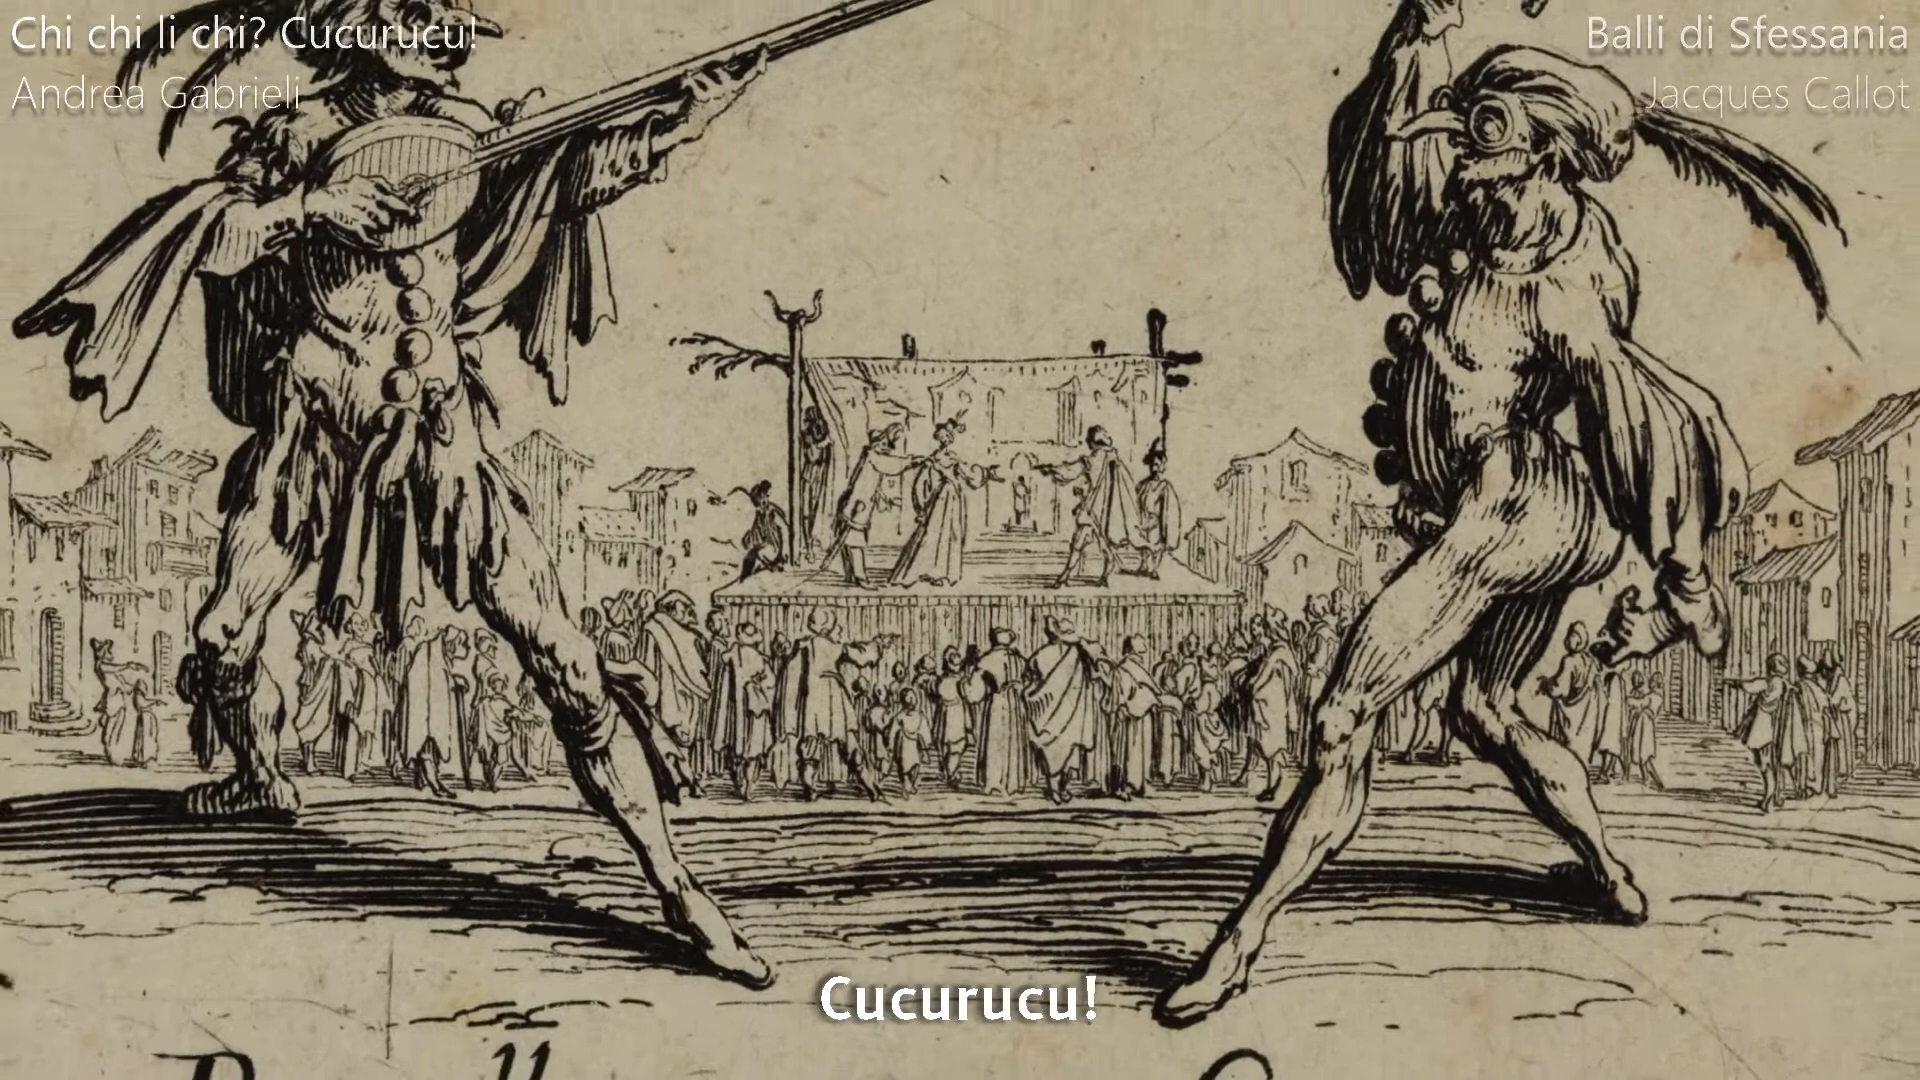 Chi chi li chi? Cucurucu!
Andrea Gabrieli
Balli di Sfessania
Jacques Callot
Cucurucu!